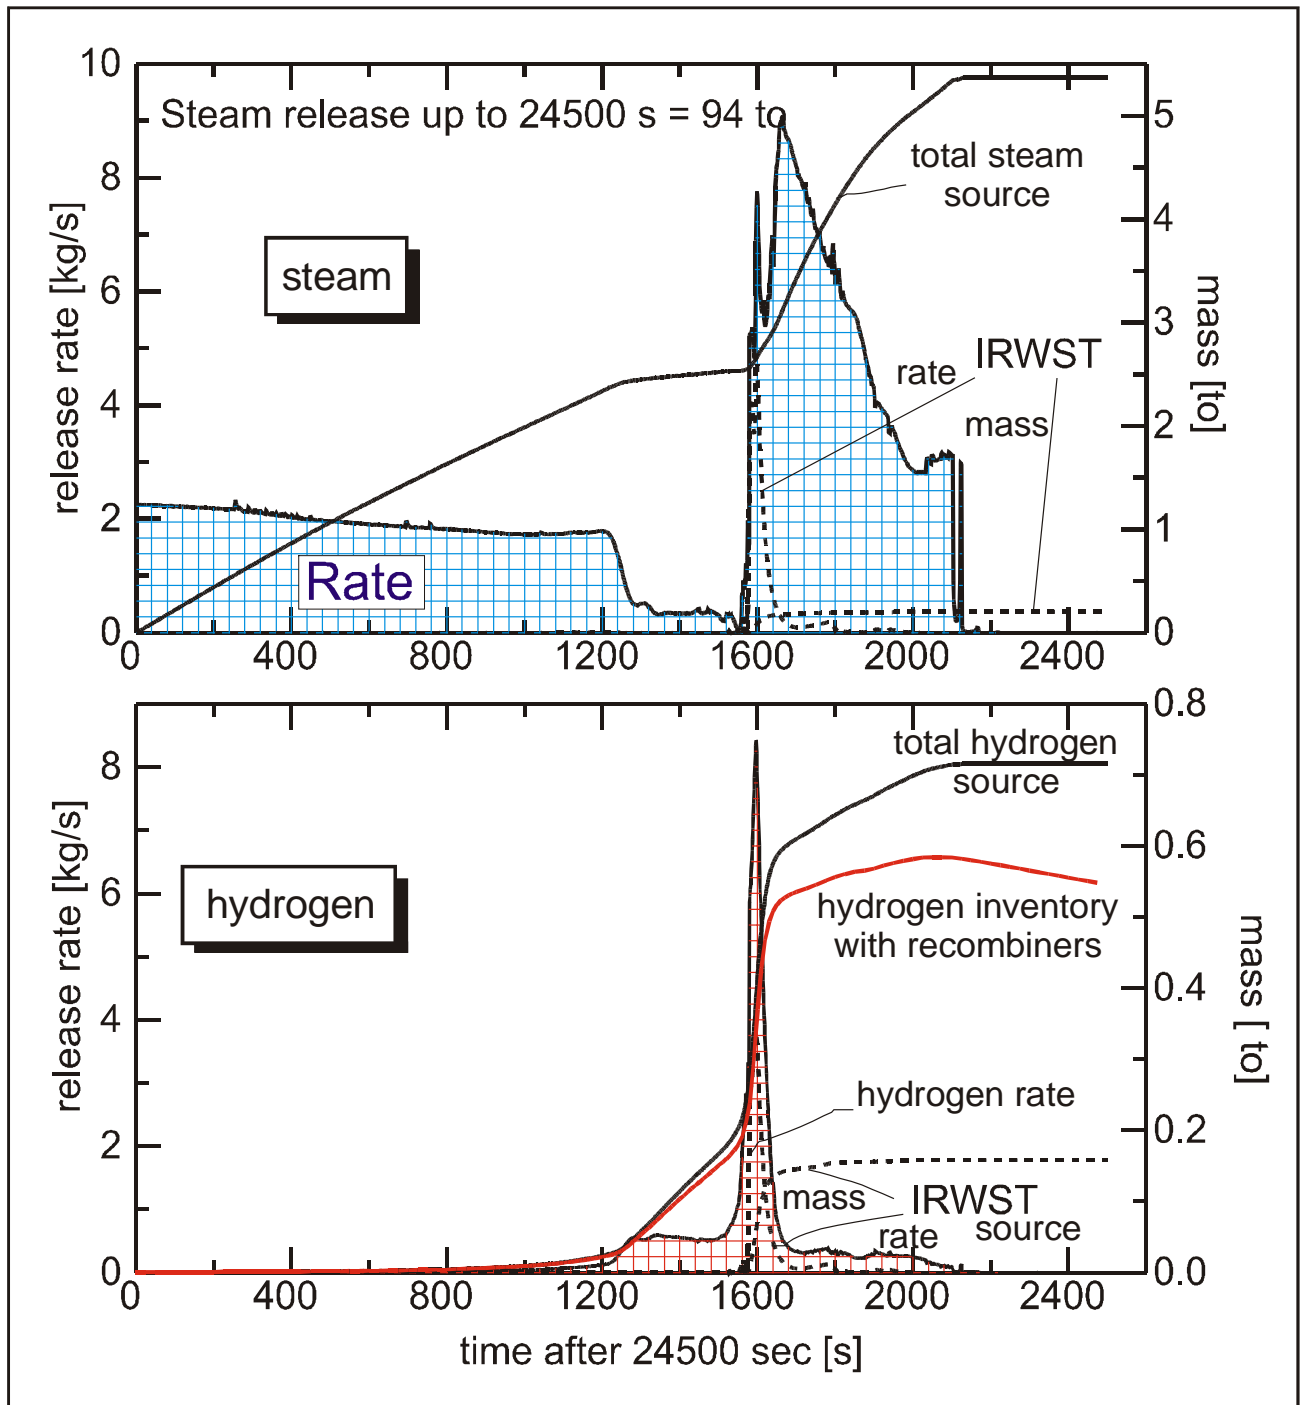 10
8
6
4
2
0
release rate [kg/s]
Steam release up to 24500 s = 94 to
steam
Rate
total steam
source
rate
IRWST
mass
5
4
3
2
1
0
mass [to]
0
400
800
1200
1600
2000
2400
8
6
4
2
0
release rate [kg/s]
hydrogen
total hydrogen
source
hydrogen inventory
with recombiners
hydrogen rate
mass
IRWST
rate
source
0.8
0.6
0.4
0.2
0.0
mass [ to]
0
400
800
1200
1600
2000
2400
time after 24500 sec [s]